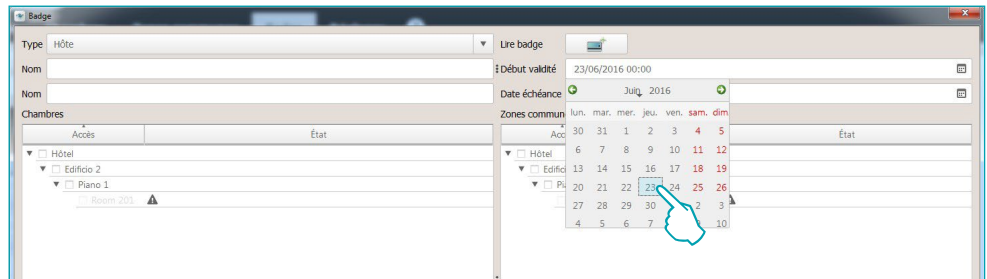 Badge
Type Hôte Lire badge
Nom Début validité 23/06/2016 00:00
Nom Date échéance Juin 2016
Chambres Zones commun lun. mar. mer. jeu. ven. sam. dim
Accès État Acc État
30 31 1 2 3 4 5
Hôtel Hôtel 6 7 8 9 10 11 12
Edificio 2 Edific 13 14 15 16 17 18 19
Piano 1 Pi 20 21 22 23 24 25 26
Room 201 27 28 29 30 2 3
4 5 6 7 10